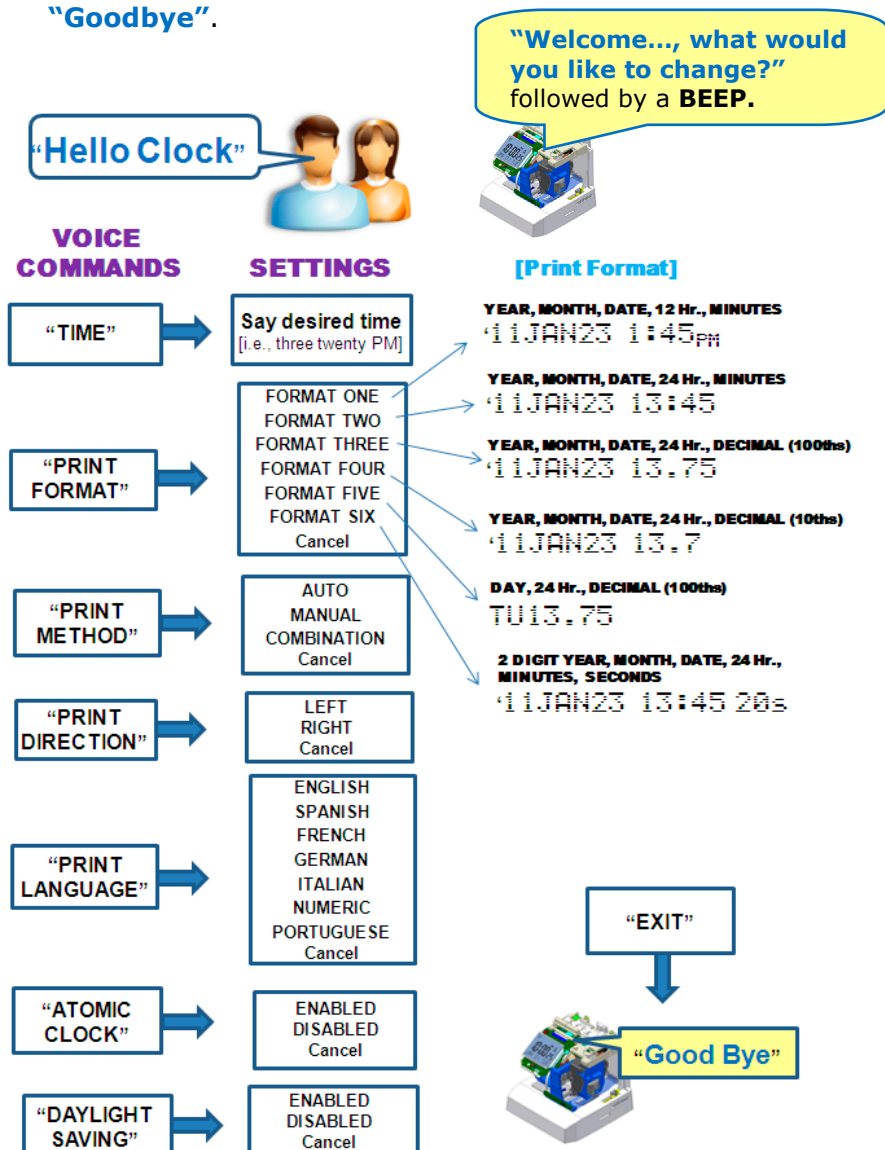 “Goodbye”.
“Welcome…, what would
you like to change?”
followed by a BEEP.
“Hello Clock”
VOICE
COMMANDS
SETTINGS
[Print Format]
“TIME”
Say desired time
[i.e., three twenty PM]
YEAR, MONTH, DATE, 12 Hr., MINUTES
‘11JAN23 1:45PM
“PRINT
FORMAT”
FORMAT ONE
FORMAT TWO
FORMAT THREE
FORMAT FOUR
FORMAT FIVE
FORMAT SIX
Cancel
YEAR, MONTH, DATE, 24 Hr., MINUTES
‘11JAN23 13:45
YEAR, MONTH, DATE, 24 Hr., DECIMAL (100ths)
‘11JAN23 13.75
YEAR, MONTH, DATE, 24 Hr., DECIMAL (10ths)
‘11JAN23 13.7
DAY, 24 Hr., DECIMAL (100ths)
TU13.75
2 DIGIT YEAR, MONTH, DATE, 24 Hr.,
MINUTES, SECONDS
‘11JAN23 13:45 20s
“PRINT
METHOD”
AUTO
MANUAL
COMBINATION
Cancel
“PRINT
DIRECTION”
LEFT
RIGHT
Cancel
“PRINT
LANGUAGE”
ENGLISH
SPANISH
FRENCH
GERMAN
ITALIAN
NUMERIC
PORTUGUESE
Cancel
“ATOMIC
CLOCK”
ENABLED
DISABLED
Cancel
“DAYLIGHT
SAVING”
ENABLED
DISABLED
Cancel
“EXIT”
“Good Bye”